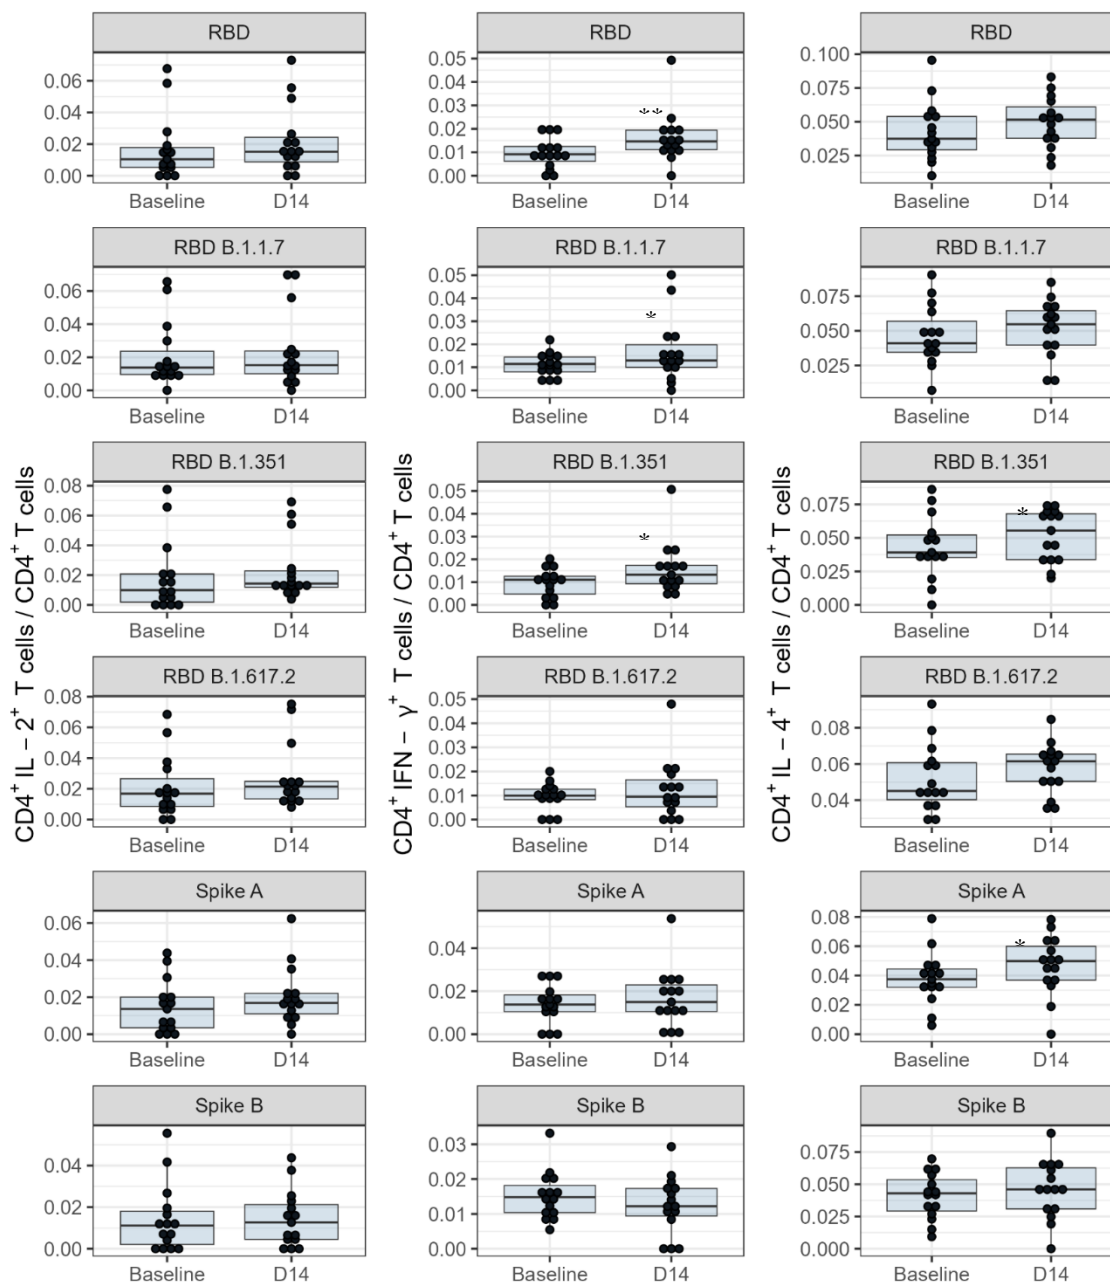 RBD
0.06
0.04
0.02
0.00
Baseline D14
RBD
0.05
0.04
0.03
0.02
0.01
0.00
**
Baseline D14
RBD
0.100
0.075
0.050
0.025
Baseline D14
RBD B.1.1.7
0.06
0.04
0.02
0.00
Baseline D14
RBD B.1.1.7
0.05
0.04
0.03
0.02
0.01
0.00
*
Baseline D14
RBD B.1.1.7
0.075
0.050
0.025
Baseline D14
RBD B.1.351
0.08
0.06
0.04
0.02
0.00
Baseline D14
RBD B.1.351
0.05
0.04
0.03
0.02
0.01
0.00
*
Baseline D14
RBD B.1.351
0.075
0.050
0.025
0.000
*
Baseline D14
CD4⁺ IL − 2⁺ T cells / CD4⁺ T cells
CD4⁺ IFN − γ⁺ T cells / CD4⁺ T cells
CD4⁺ IL − 4⁺ T cells / CD4⁺ T cells
RBD B.1.617.2
0.08
0.06
0.04
0.02
0.00
Baseline D14
RBD B.1.617.2
0.05
0.04
0.03
0.02
0.01
0.00
Baseline D14
RBD B.1.617.2
0.08
0.06
0.04
Baseline D14
Spike A
0.06
0.04
0.02
0.00
Baseline D14
Spike A
0.04
0.02
0.00
Baseline D14
Spike A
0.08
0.06
0.04
0.02
0.00
*
Baseline D14
Spike B
0.04
0.02
0.00
Baseline D14
Spike B
0.03
0.02
0.01
0.00
Baseline D14
Spike B
0.075
0.050
0.025
0.000
Baseline D14